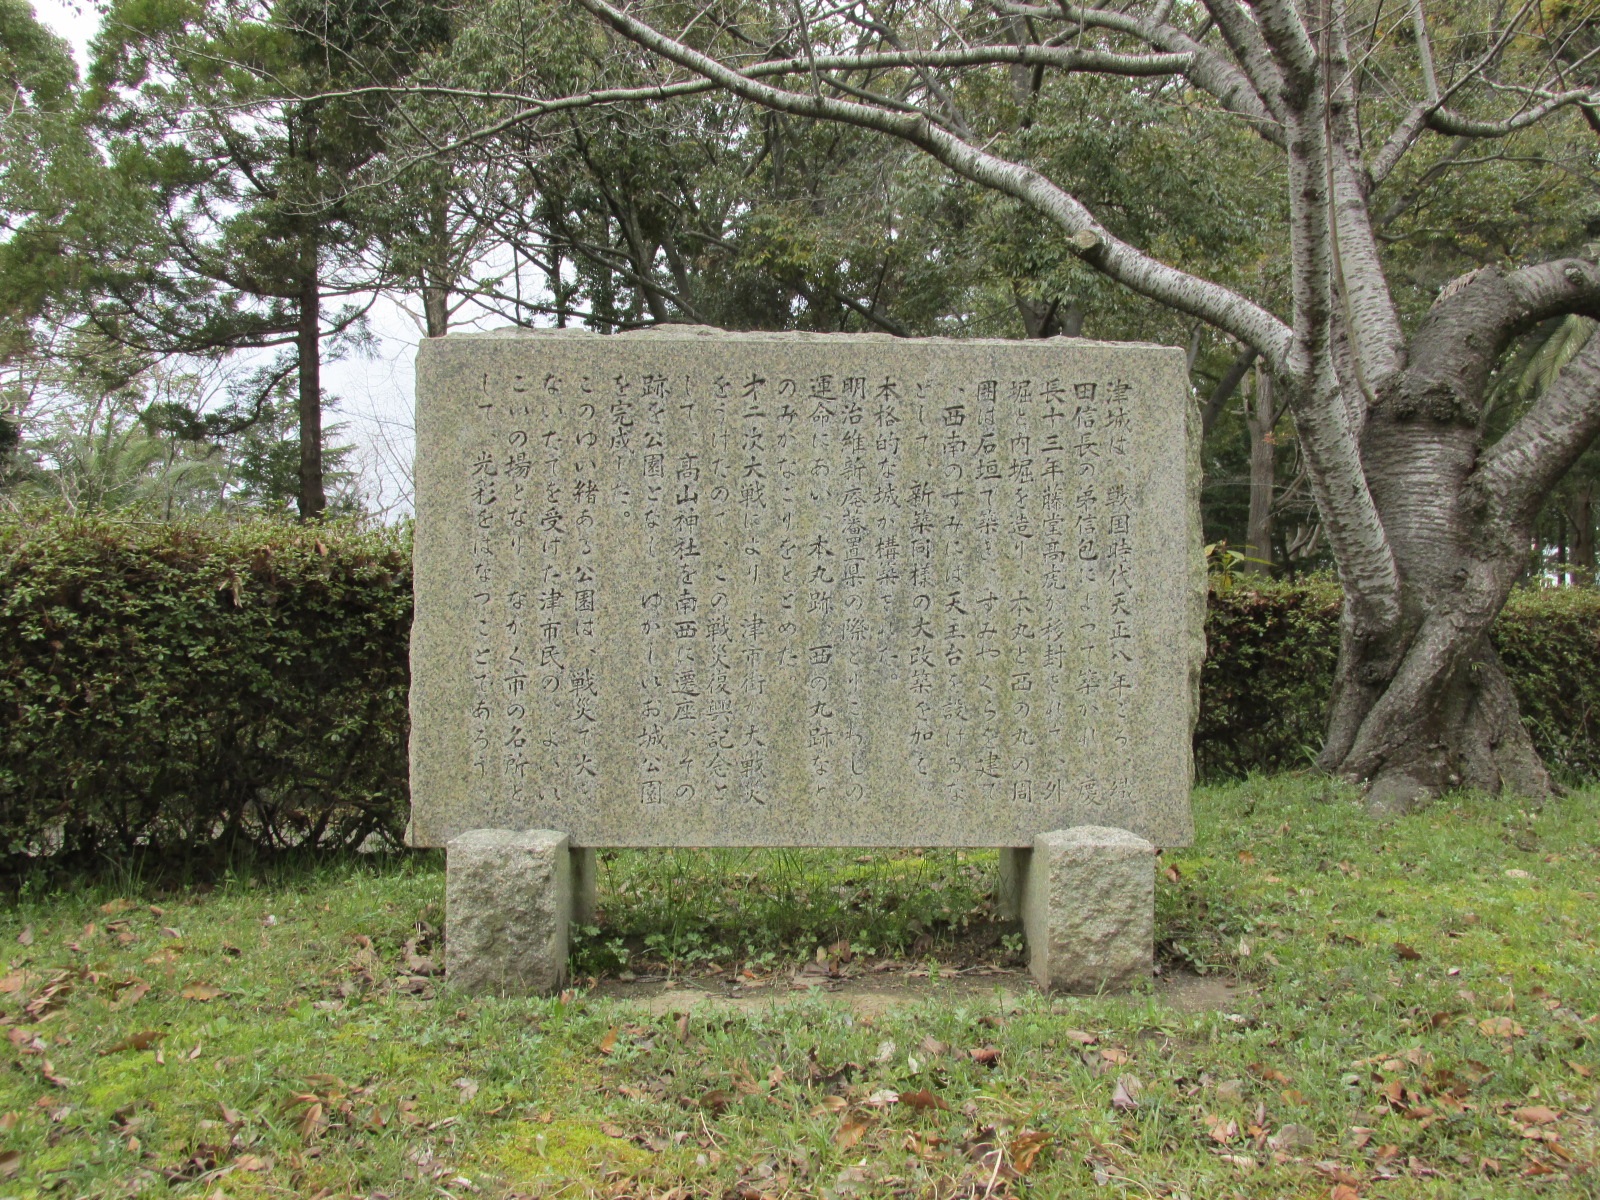 津城は、戦国時代天正八年ごろ織
田信長の弟信包によって築かれ、慶
長十三年藤堂高虎が移封されて、外
堀と内堀を造り、本丸と西の丸の周
囲は石垣で築き、すみやぐらを建て
、西南のすみには天王台を設けるな
どして、新築同様の大改築を加え、
本格的な城が構築された。
明治維新廃藩置県の際とりこわしの
運命にあい、本丸跡、西の丸跡など
のみがなごりをとどめた。
才二次大戦により、津市街が大戦災
をうけたので、この戦災復興記念と
して、高山神社を南西に遷座、その
跡を公園となし、ゆかしいお城公園
を完成した。
このゆい緒ある公園は、戦災で大
ないたでを受けた津市民の、よい、い
こいの場となり、ながく市の名所と
して、光彩をはなつことであろう。